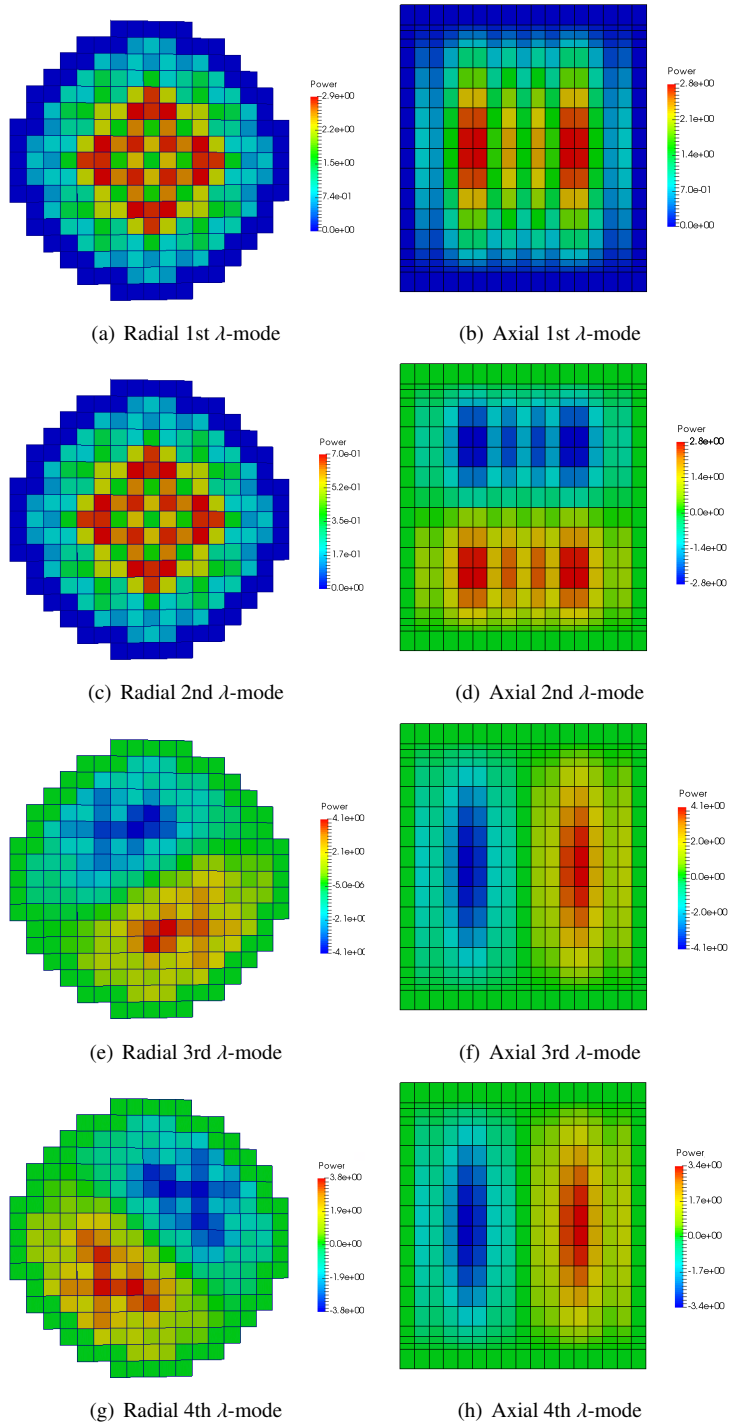 Power
2.9e+00
2.2e+00
1.5e+00
7.4e-01
0.0e+00
Power
2.8e+00
2.1e+00
1.4e+00
7.0e-01
0.0e+00
(a) Radial 1st λ-mode
(b) Axial 1st λ-mode
Power
7.0e-01
5.2e-01
3.5e-01
1.7e-01
0.0e+00
Power
2.8e+00
1.4e+00
0.0e+00
-1.4e+00
-2.8e+00
(c) Radial 2nd λ-mode
(d) Axial 2nd λ-mode
Power
4.1e+00
2.1e+00
-5.0e-06
-2.1e+00
-4.1e+00
Power
4.1e+00
2.0e+00
0.0e+00
-2.0e+00
-4.1e+00
(e) Radial 3rd λ-mode
(f) Axial 3rd λ-mode
Power
3.8e+00
1.9e+00
0.0e+00
-1.9e+00
-3.8e+00
Power
3.4e+00
1.7e+00
0.0e+00
-1.7e+00
-3.4e+00
(g) Radial 4th λ-mode
(h) Axial 4th λ-mode